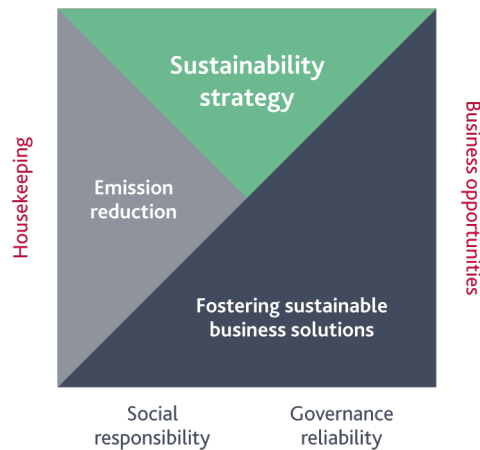 Sustainability
strategy
Housekeeping
Emission
reduction
Business opportunities
Fostering sustainable
business solutions
Social
responsibility
Governance
reliability